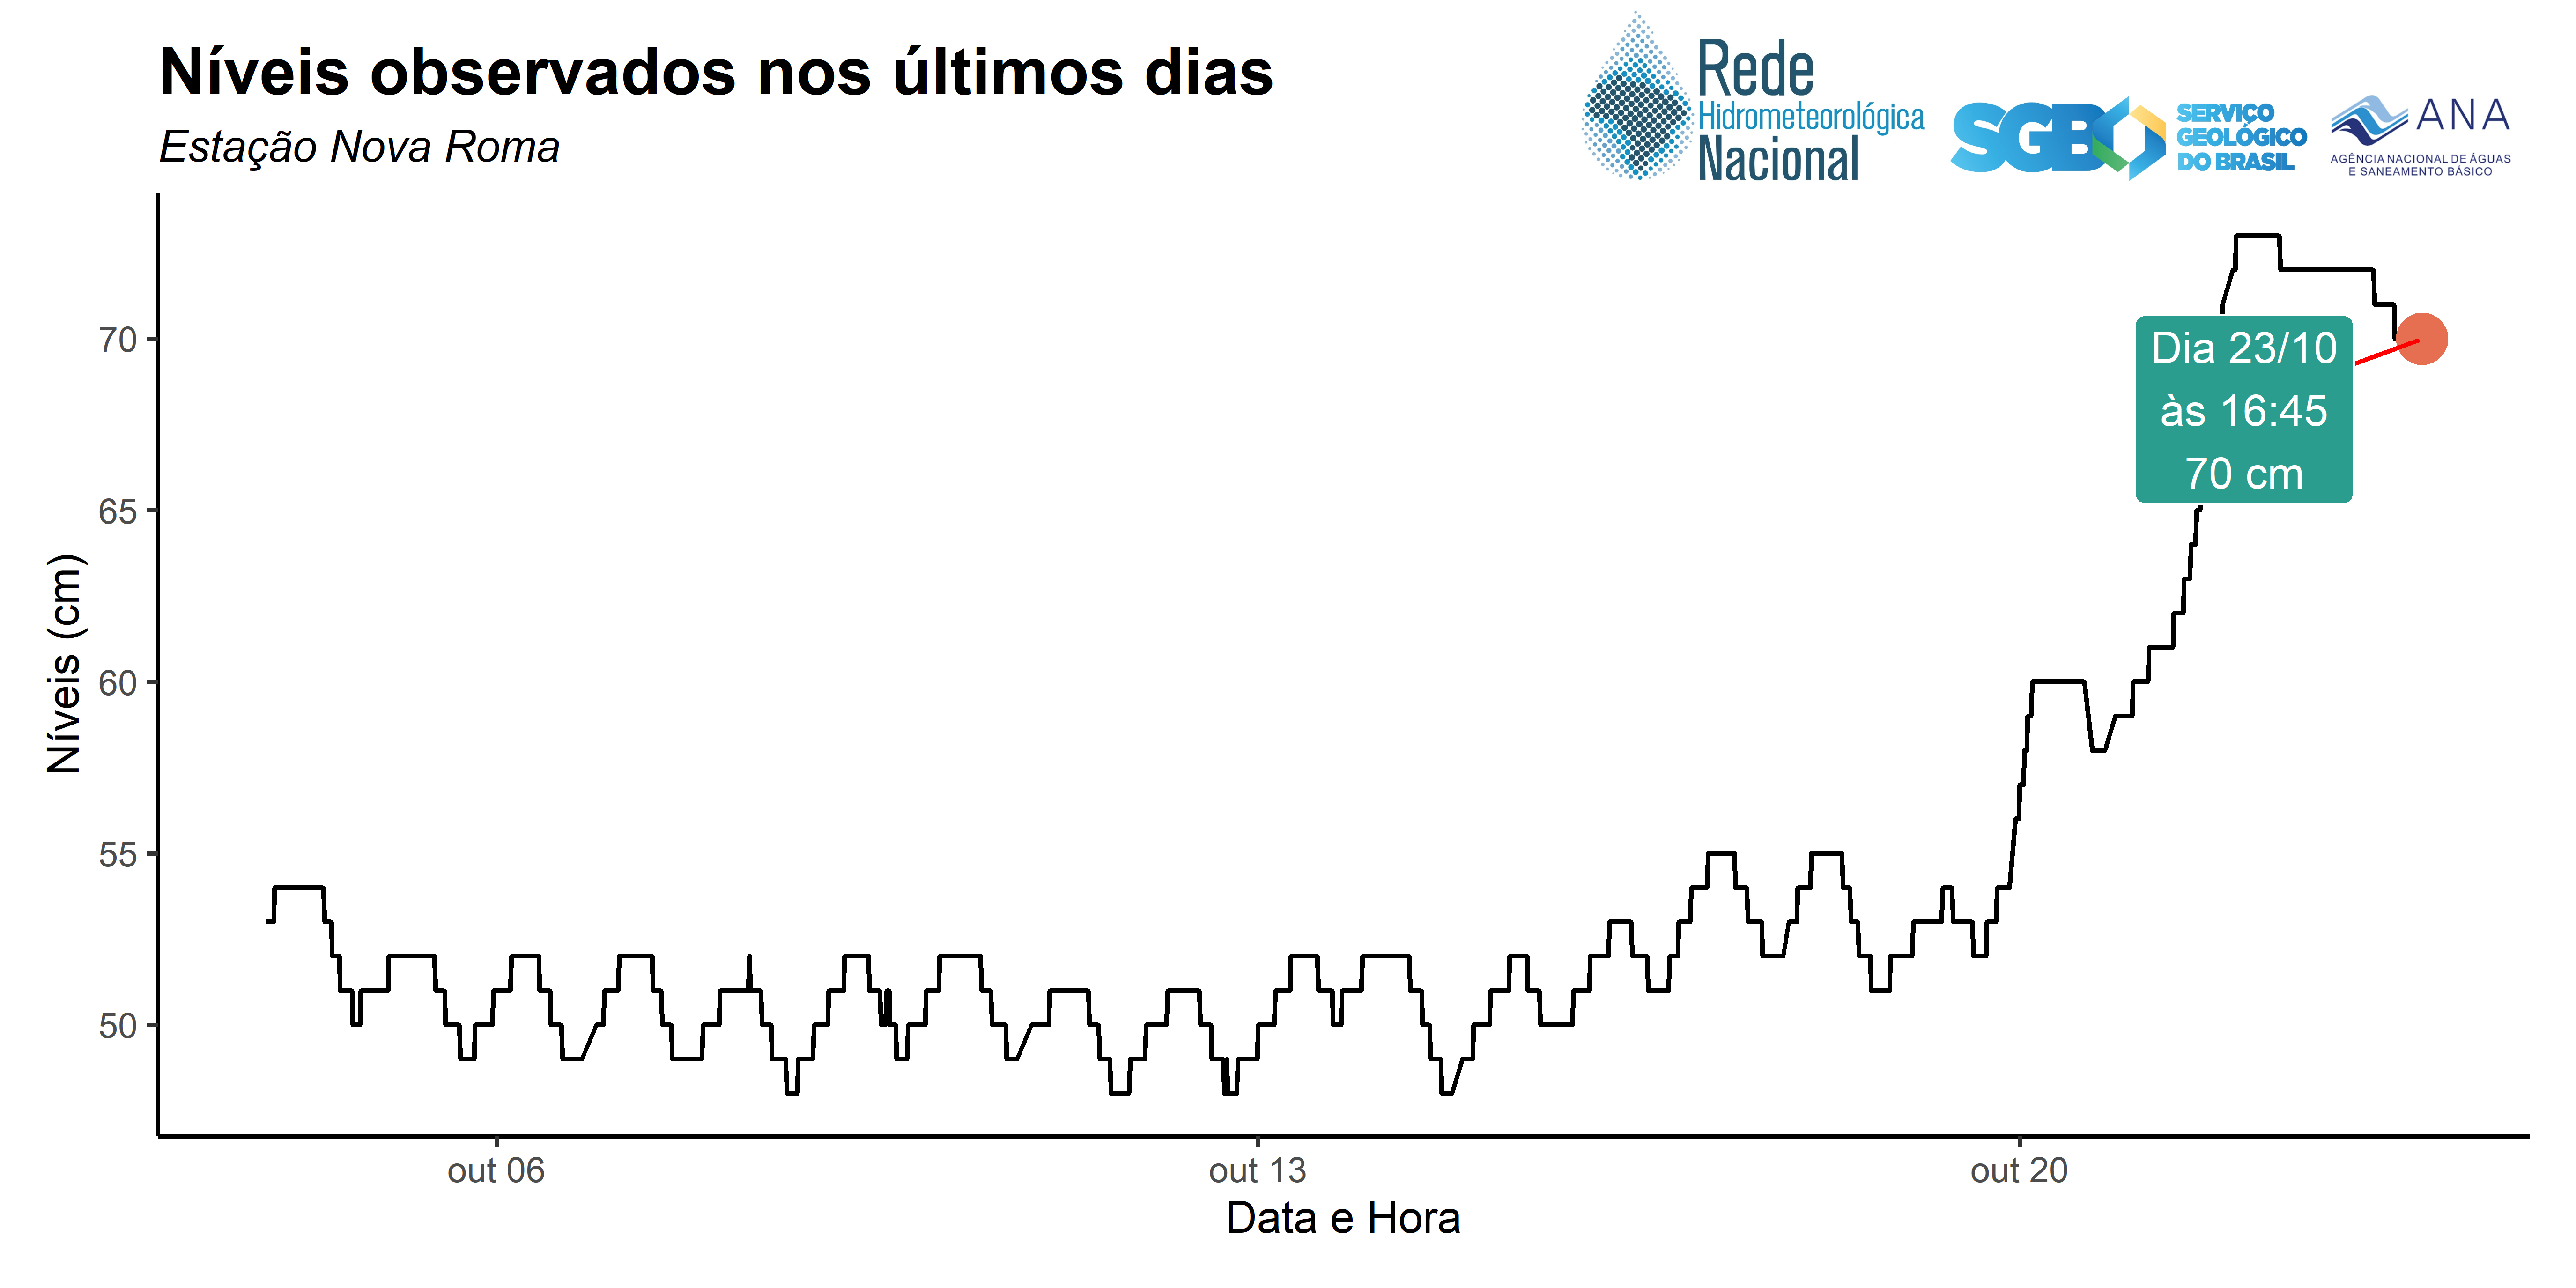 Níveis observados nos últimos dias
Estação Nova Roma
Rede
Hidrometeorológica
Nacional
SGB
SERVIÇO
GEOLÓGICO
DO BRASIL
ANA
AGÊNCIA NACIONAL DE ÁGUAS
E SANEAMENTO BÁSICO
Níveis (cm)
70
65
60
55
50
Dia 23/10
às 16:45
70 cm
out 06
out 13
out 20
Data e Hora